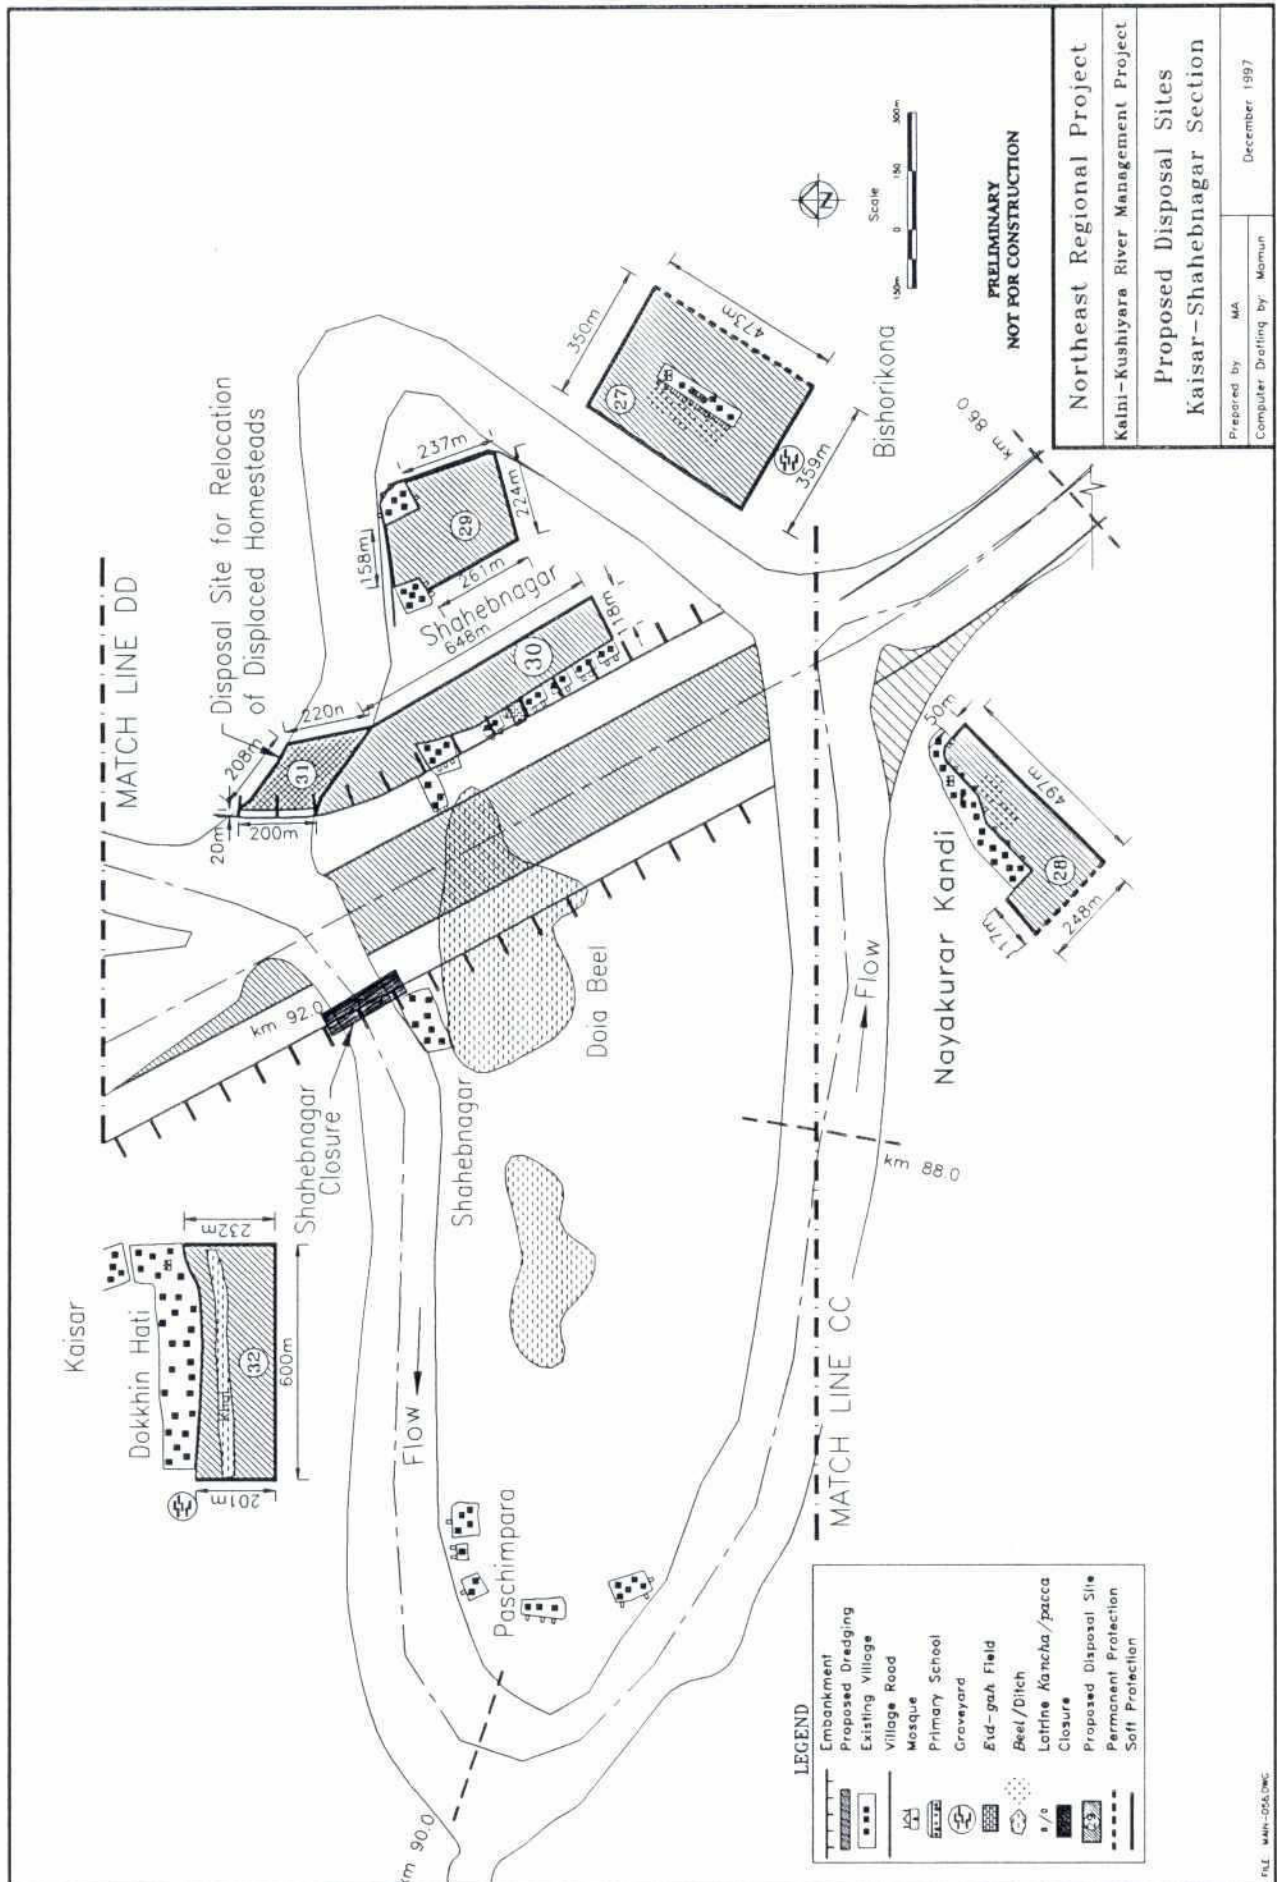 Northeast Regional Project
Kalni-Kushiyara River Management Project
Proposed Disposal Sites
Kaisar-Shahebnagar Section
Prepared by MA
Computer Drafting by: Mamun
December 1997
PRELIMINARY
NOT FOR CONSTRUCTION
Scale
150m 0 150 300m
N
MATCH LINE DD
Disposal Site for Relocation
of Displaced Homesteads
Kaisar
Dokkhin Hati
Khal
32
232m
201m
600m
Shahebnagar
Closure
km 92.0
20m
208m
220m
200m
31
158m
237m
224m
261m
29
Shahebnagar
648m
30
118m
350m
473m
359m
27
Bishorikona
km 86.0
Doia Beel
Shahebnagar
Flow
Paschimpara
km 90.0
MATCH LINE CC
Flow
km 88.0
Nayakurar Kandi
50m
497m
248m
117m
28
LEGEND
Embankment
Proposed Dredging
Existing Village
Village Road
Mosque
Primary School
Graveyard
Eid-gah Field
Beel/Ditch
Latrine Kancha/pacca
Closure
Proposed Disposal Site
Permanent Protection
Soft Protection